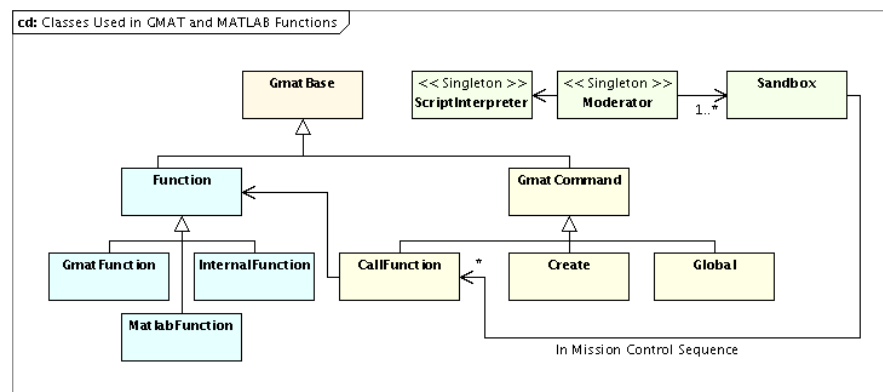 cd: Classes Used in GMAT and MATLAB Functions
GmatBase
<< Singleton >>
ScriptInterpreter
<< Singleton >>
Moderator
Sandbox
1..*
Function
GmatCommand
GmatFunction
InternalFunction
CallFunction
*
Create
Global
MatlabFunction
In Mission Control Sequence